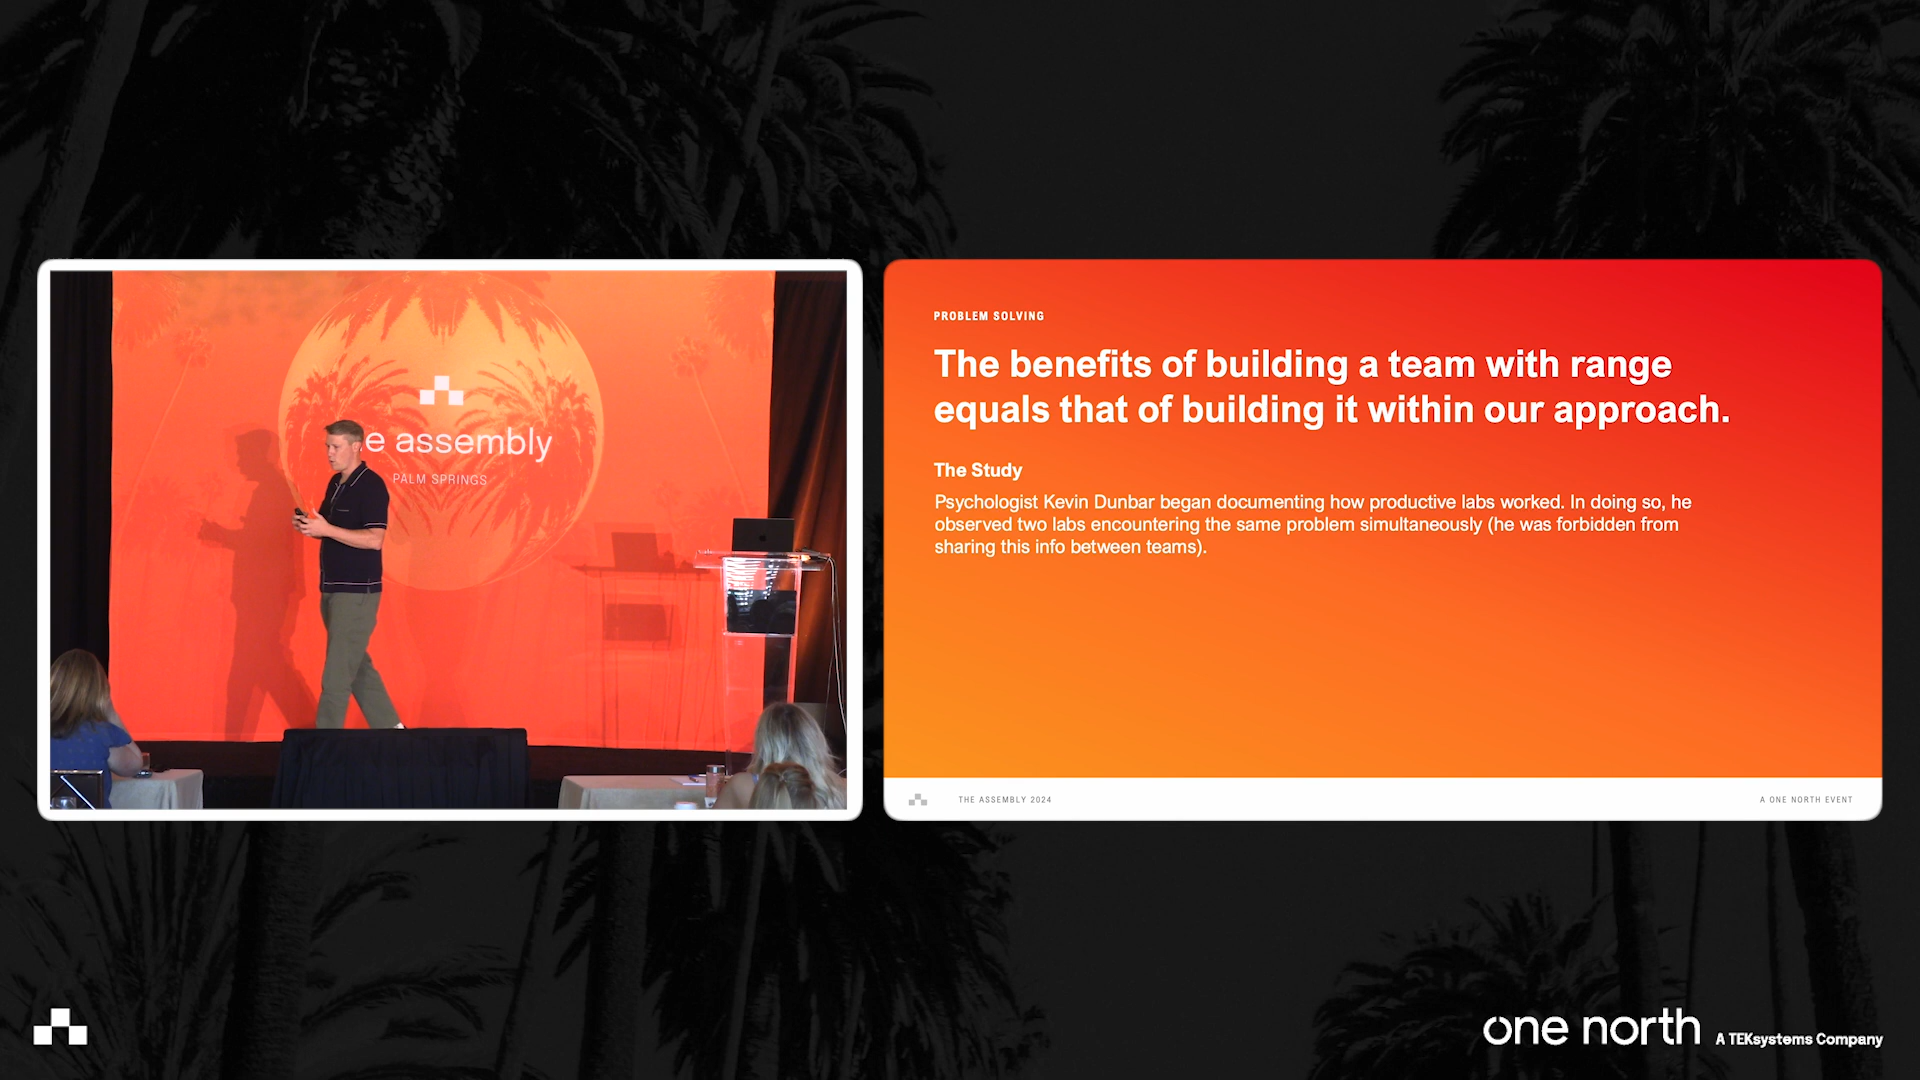 e assembly
PALM SPRINGS
PROBLEM SOLVING
The benefits of building a team with range
equals that of building it within our approach.
The Study
Psychologist Kevin Dunbar began documenting how productive labs worked. In doing so, he
observed two labs encountering the same problem simultaneously (he was forbidden from
sharing this info between teams).
THE ASSEMBLY 2024
A ONE NORTH EVENT
one north
A TEKsystems Company